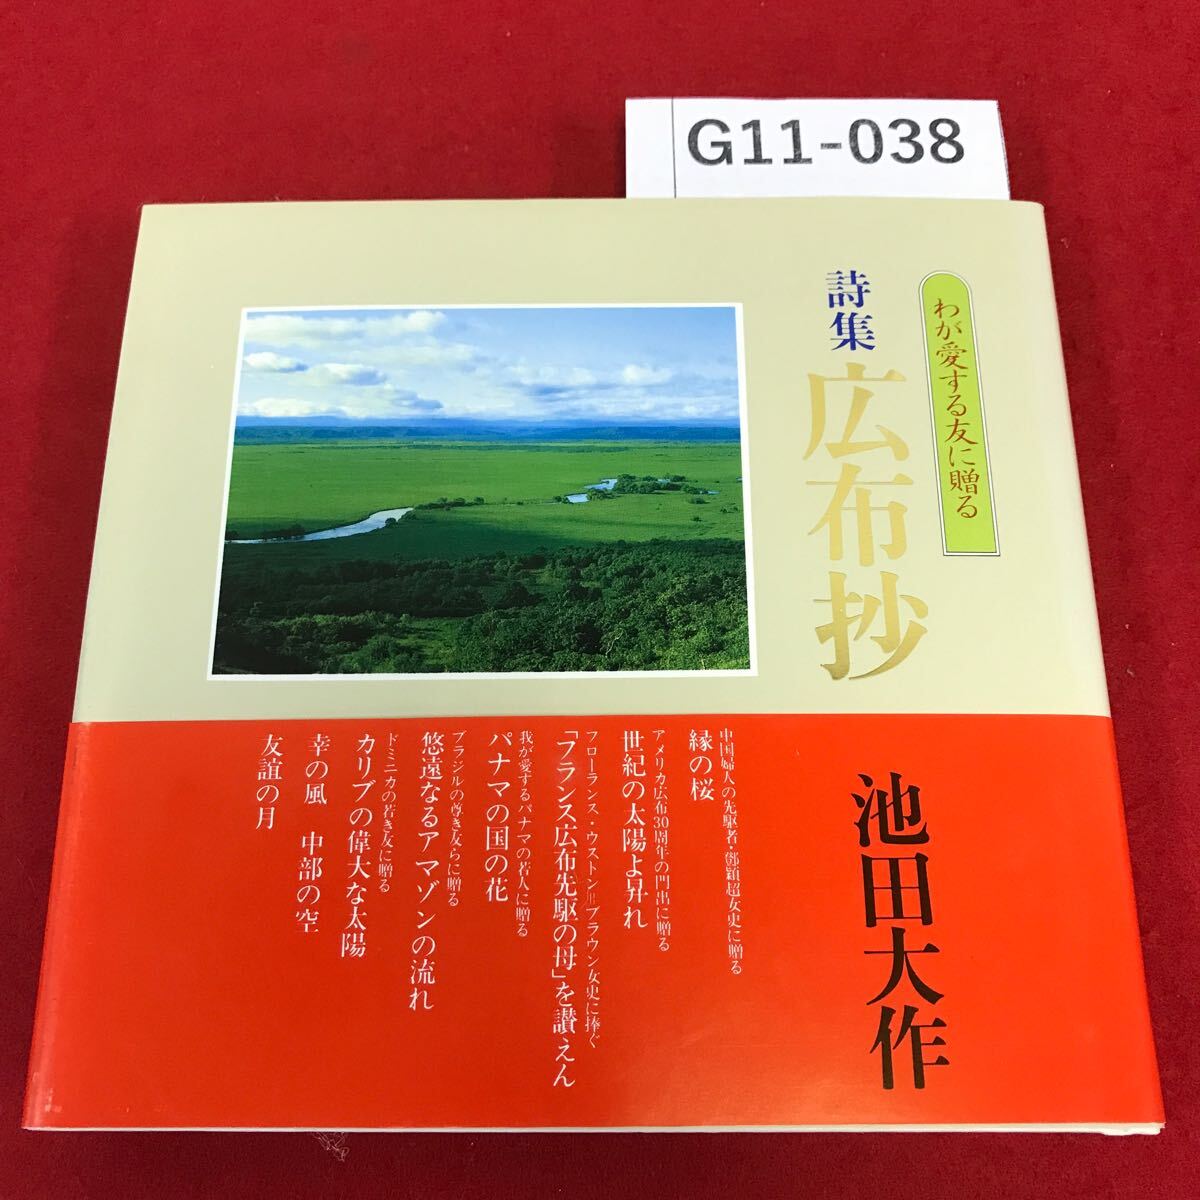 G11-038
わが愛する友に贈る
詩集 広布抄
池田大作
中国婦人の先駆者・鄧穎超女史に贈る
縁の桜
アメリカ広布30周年の門出に贈る
世紀の太陽よ昇れ
フローランス・ウストン=ブラウン女史に捧ぐ
「フランス広布先駆の母」を讃えん
我が愛するパナマの若人に贈る
パナマの国の花
ブラジルの尊き友らに贈る
悠遠なるアマゾンの流れ
ドミニカの若き友に贈る
カリブの偉大な太陽
幸の風 中部の空
友誼の月